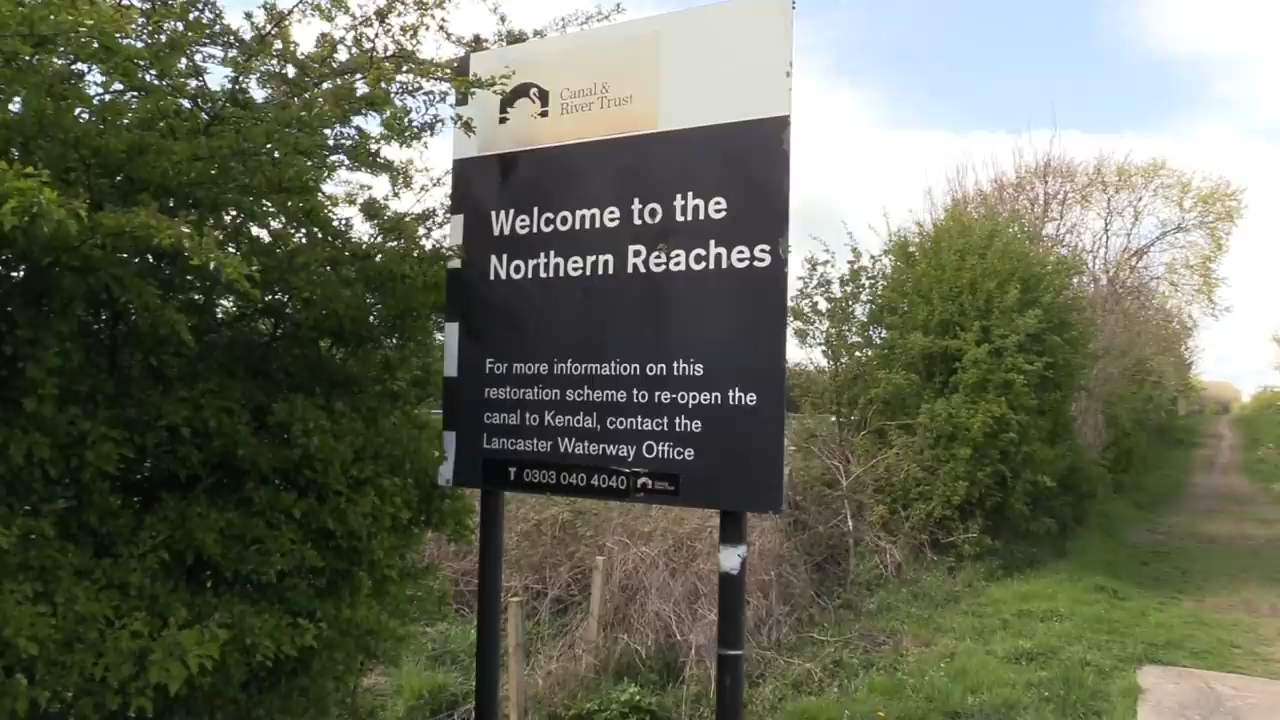 Canal &
River Trust
Welcome to the
Northern Reaches
For more information on this
restoration scheme to re-open the
canal to Kendal, contact the
Lancaster Waterway Office
T 0303 040 4040